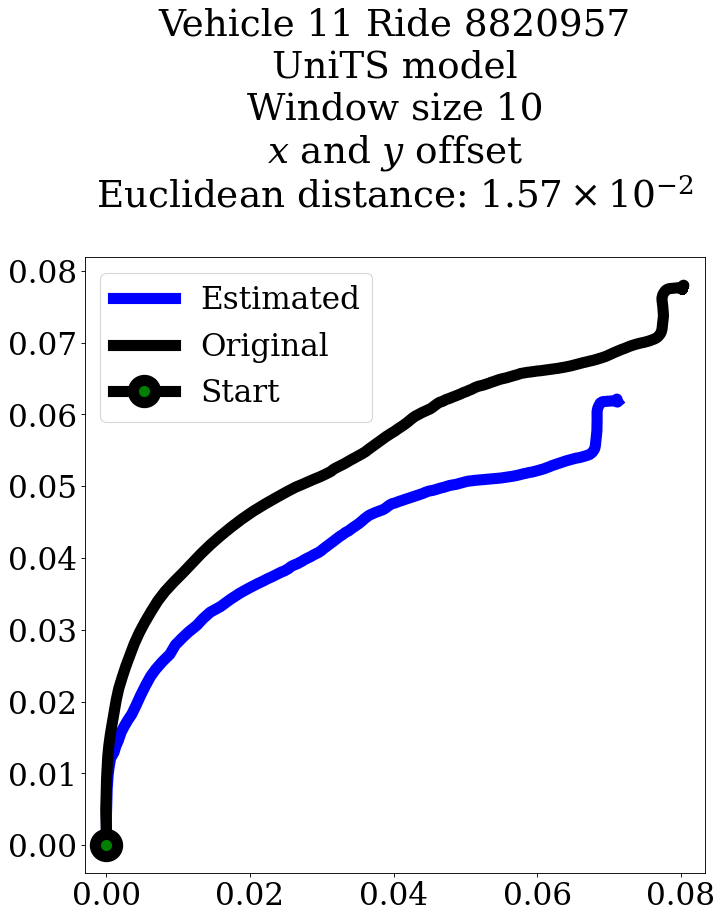 Vehicle 11 Ride 8820957
UniTS model
Window size 10
x and y offset
Euclidean distance: 1.57 × 10⁻²
0.08
0.07
0.06
0.05
0.04
0.03
0.02
0.01
0.00
Estimated
Original
Start
0.00 0.02 0.04 0.06 0.08